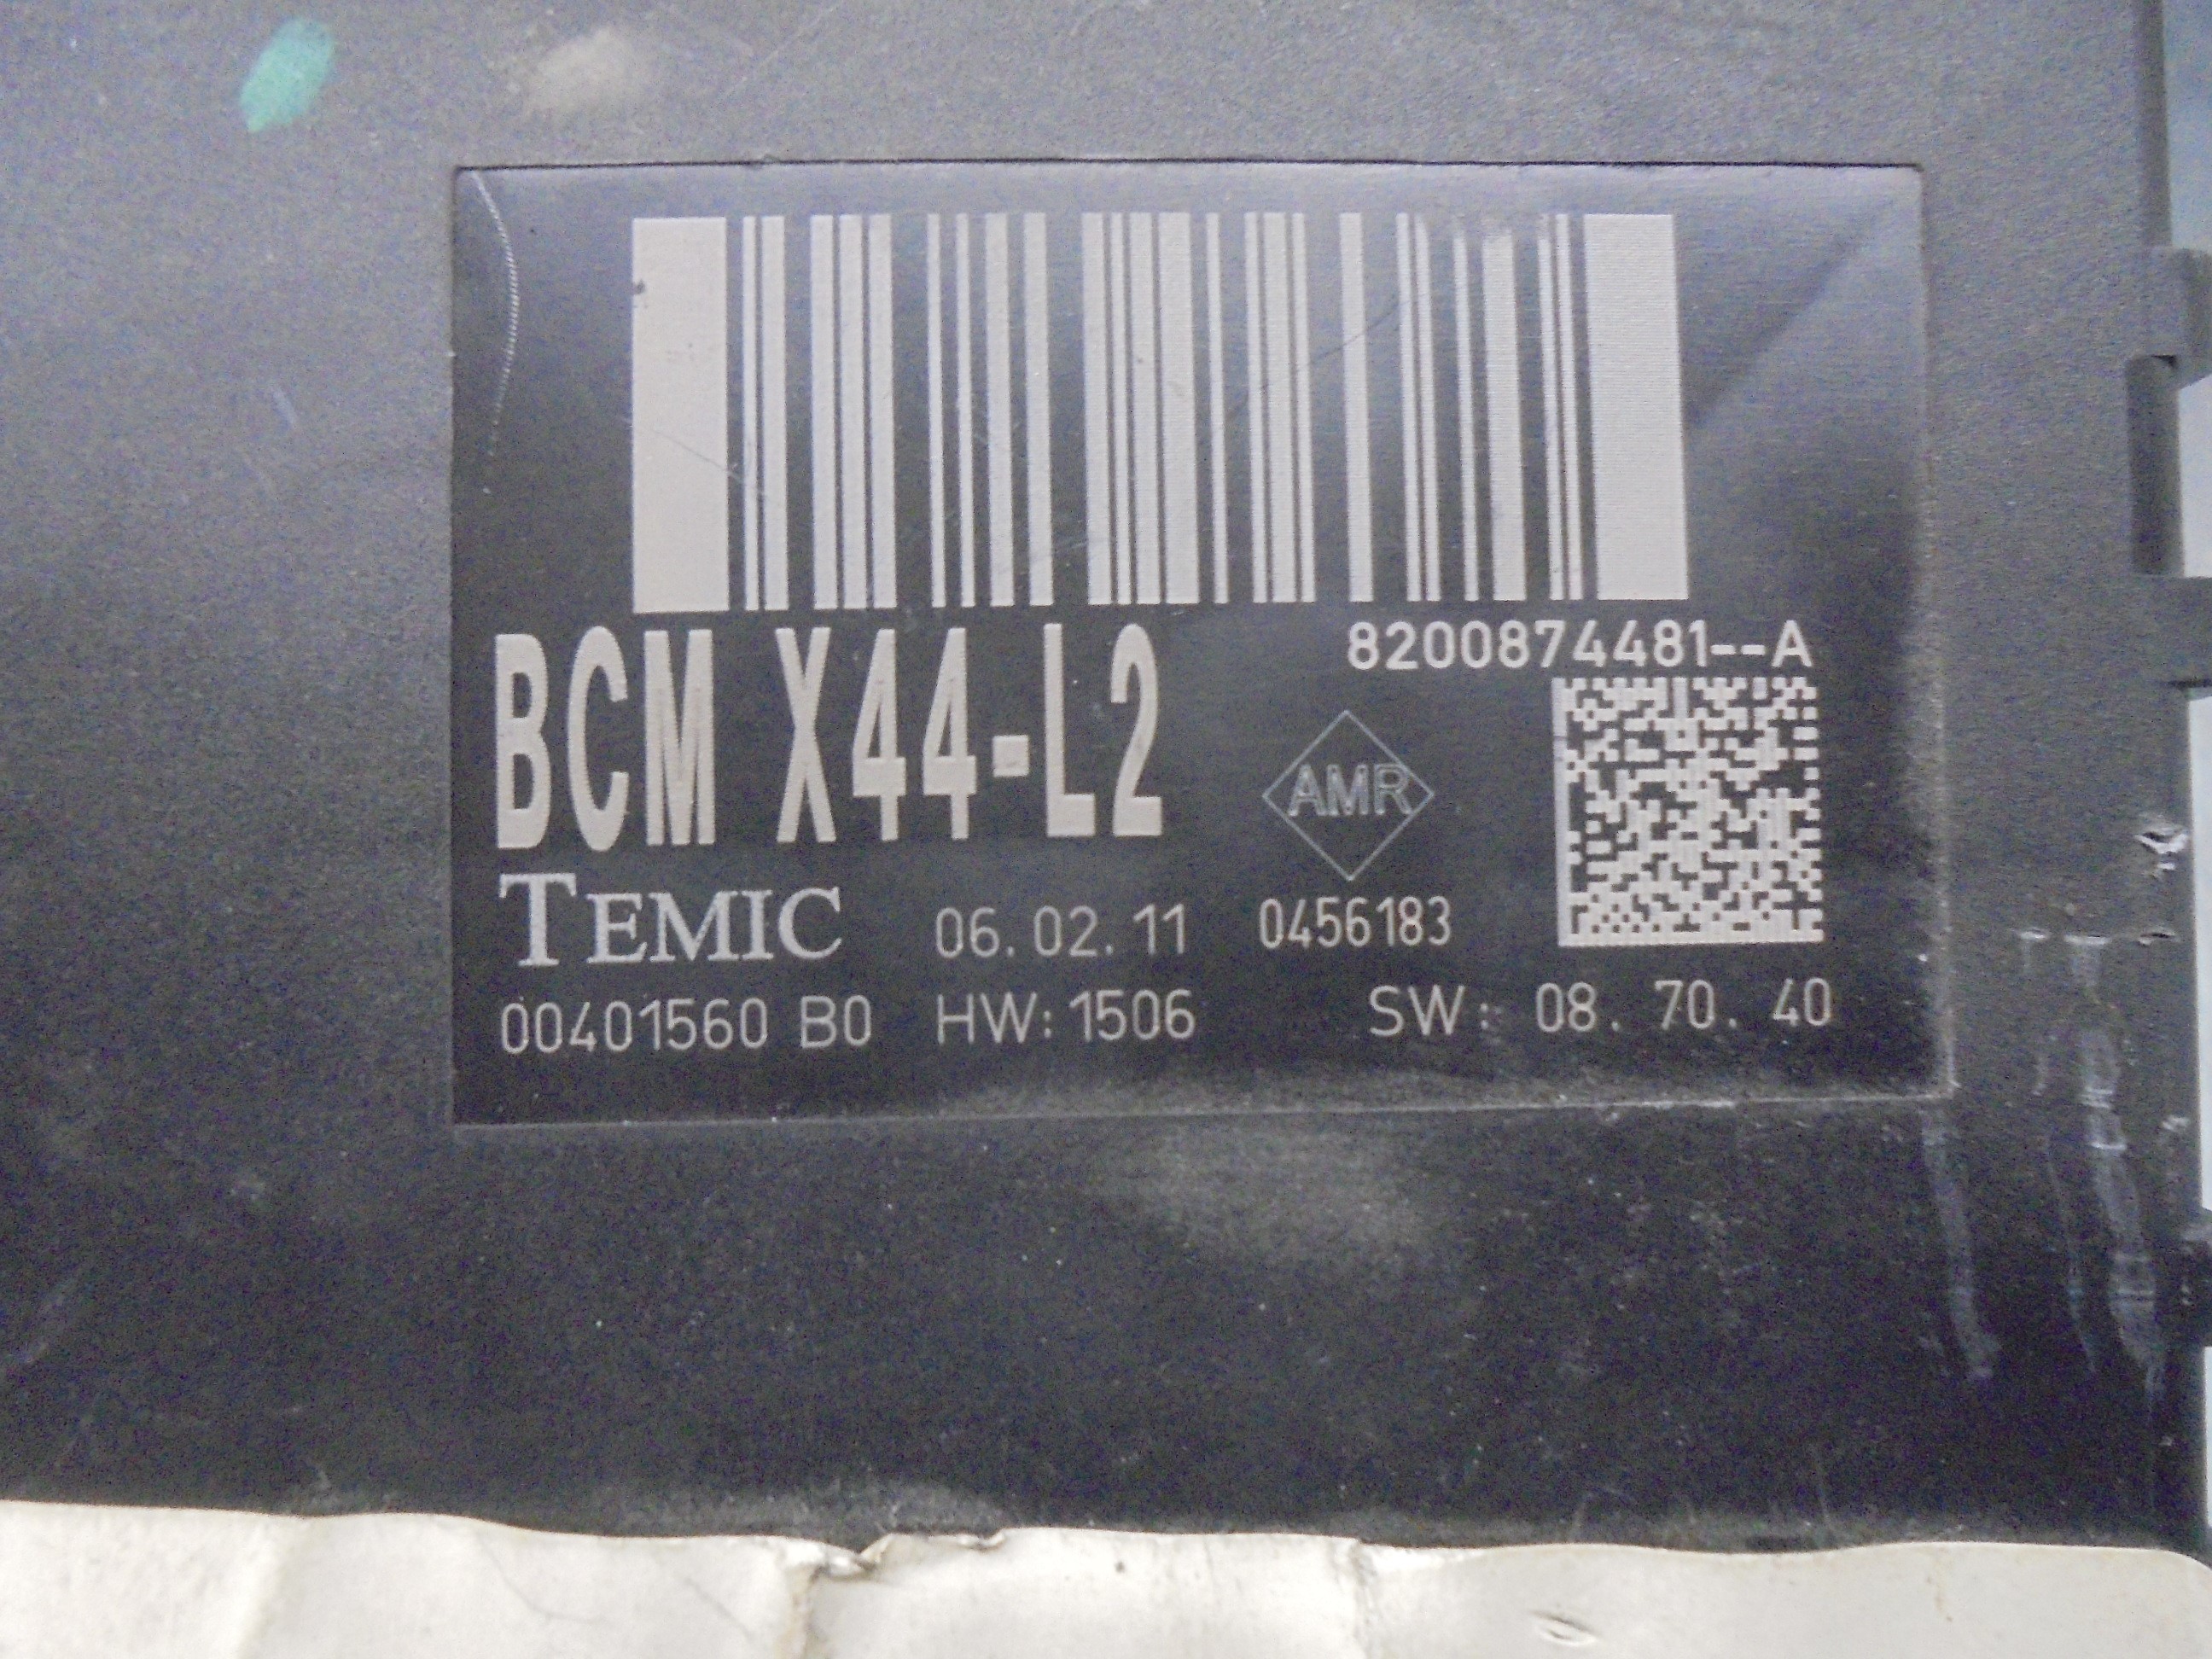 8200874481--A
BCM X44-L2
AMR
TEMIC 06.02.11 0456183
00401560 B0 HW: 1506 SW: 08. 70. 40